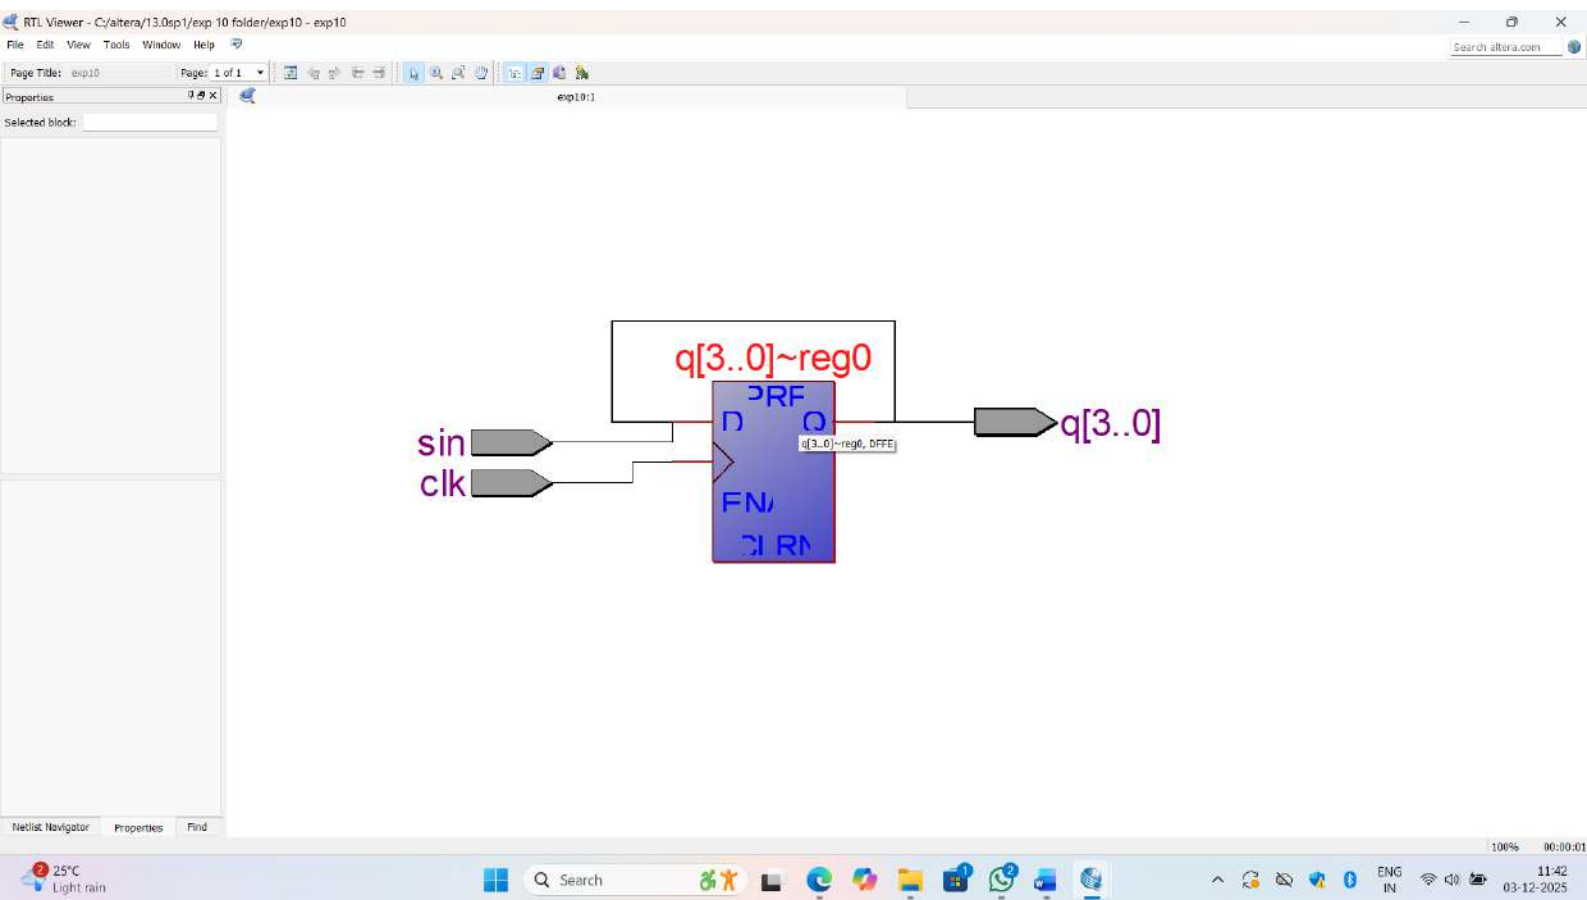 RTL Viewer - C:/altera/13.0sp1/exp 10 folder/exp10 - exp10
File Edit View Tools Window Help
Search altera.com
Page Title: exp10 Page: 1 of 1
Properties
exp10:1
Selected block:
q[3..0]~reg0
PRE
D Q
sin
q[3..0]
q[3..0]~reg0, DFFE
clk
ENA
CLRN
Netlist Navigator Properties Find
100% 00:00:01
2
25°C
Light rain
Search
1
2
ENG
IN
11:42
03-12-2025